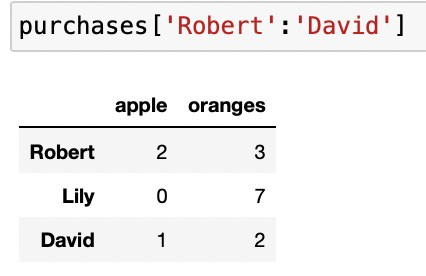 purchases['Robert':'David']
apple oranges
Robert 2 3
Lily 0 7
David 1 2